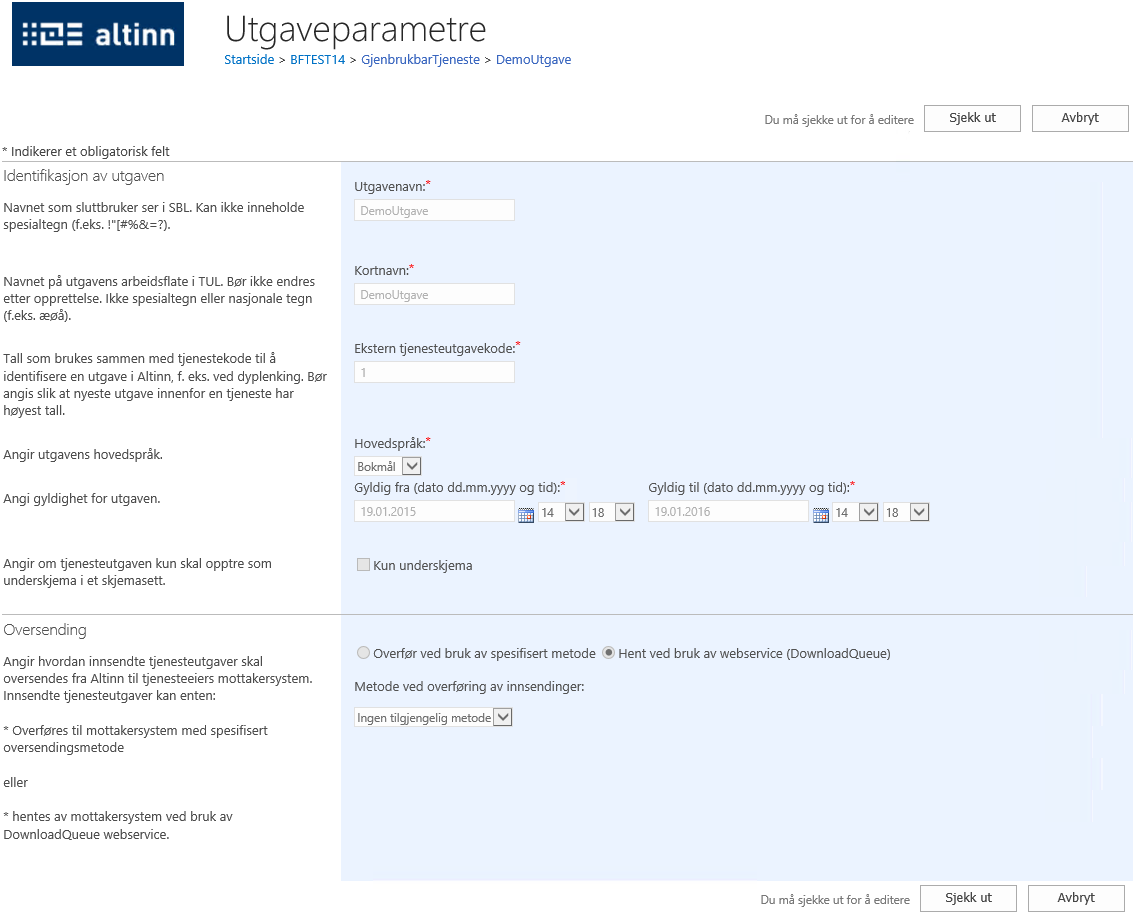 altinn
Utgaveparametre
Startside > BFTEST14 > GjenbrukbarTjeneste > DemoUtgave
Du må sjekke ut for å editere
Sjekk ut
Avbryt
* Indikerer et obligatorisk felt
Identifikasjon av utgaven
Navnet som sluttbruker ser i SBL. Kan ikke inneholde
spesialtegn (f.eks. !"[#%&=?).
Utgavenavn:*
DemoUtgave
Navnet på utgavens arbeidsflate i TUL. Bør ikke endres
etter opprettelse. Ikke spesialtegn eller nasjonale tegn
(f.eks. æøå).
Kortnavn:*
DemoUtgave
Tall som brukes sammen med tjenestekode til å
identifisere en utgave i Altinn, f. eks. ved dyplenking. Bør
angis slik at nyeste utgave innenfor en tjeneste har
høyest tall.
Ekstern tjenesteutgavekode:*
1
Angir utgavens hovedspråk.
Hovedspråk:*
Bokmål
Angi gyldighet for utgaven.
Gyldig fra (dato dd.mm.yyyy og tid):*
19.01.2015 14 18
Gyldig til (dato dd.mm.yyyy og tid):*
19.01.2016 14 18
Angir om tjenesteutgaven kun skal opptre som
underskjema i et skjemasett.
Kun underskjema
Oversending
Angir hvordan innsendte tjenesteutgaver skal
oversendes fra Altinn til tjenesteeiers mottakersystem.
Innsendte tjenesteutgaver kan enten:
* Overføres til mottakersystem med spesifisert
oversendingsmetode
eller
* hentes av mottakersystem ved bruk av
DownloadQueue webservice.
Overfør ved bruk av spesifisert metode Hent ved bruk av webservice (DownloadQueue)
Metode ved overføring av innsendinger:
Ingen tilgjengelig metode
Du må sjekke ut for å editere
Sjekk ut
Avbryt